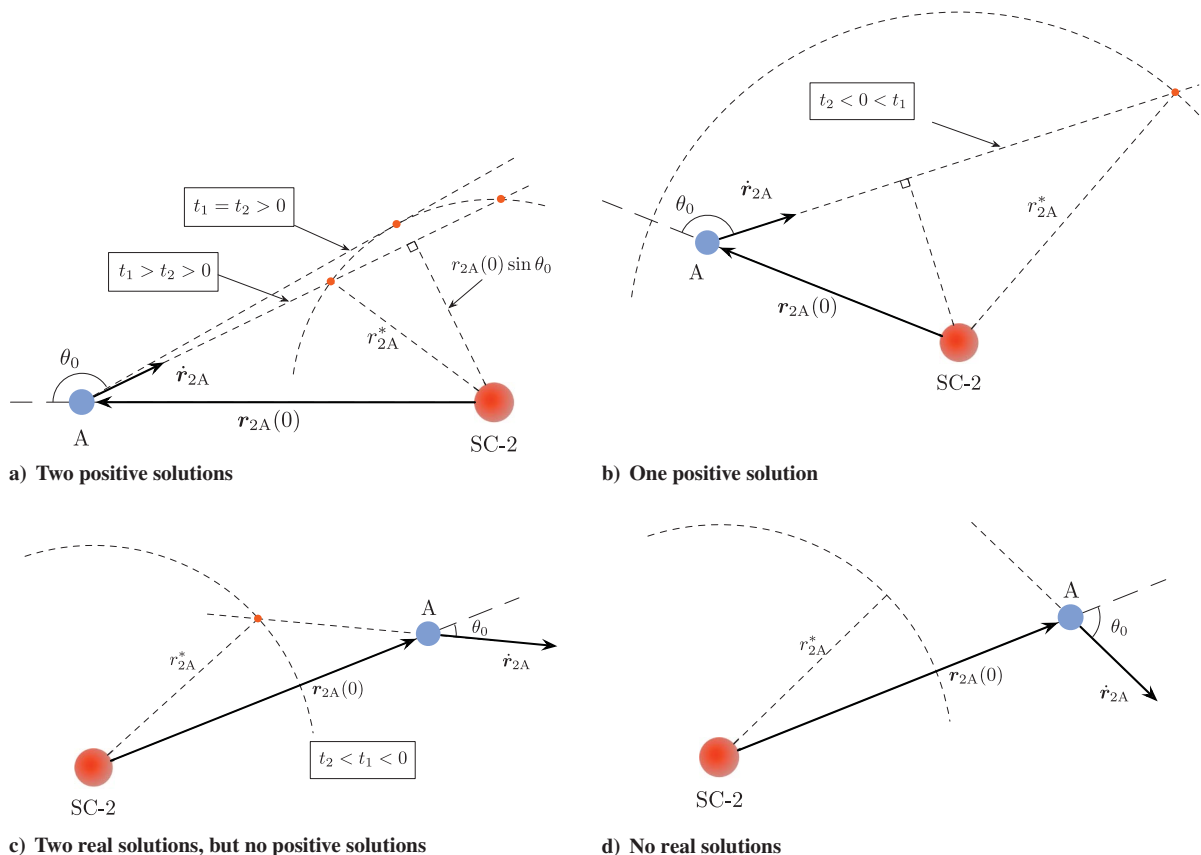 t₁ = t₂ > 0
t₁ > t₂ > 0
r₂A(0) sin θ₀
r*₂A
θ₀
ṙ₂A
A
r₂A(0)
SC-2
a) Two positive solutions
t₂ < 0 < t₁
θ₀
ṙ₂A
r*₂A
A
r₂A(0)
SC-2
b) One positive solution
A
θ₀
ṙ₂A
r*₂A
r₂A(0)
t₂ < t₁ < 0
SC-2
c) Two real solutions, but no positive solutions
A
θ₀
r*₂A
r₂A(0)
ṙ₂A
SC-2
d) No real solutions